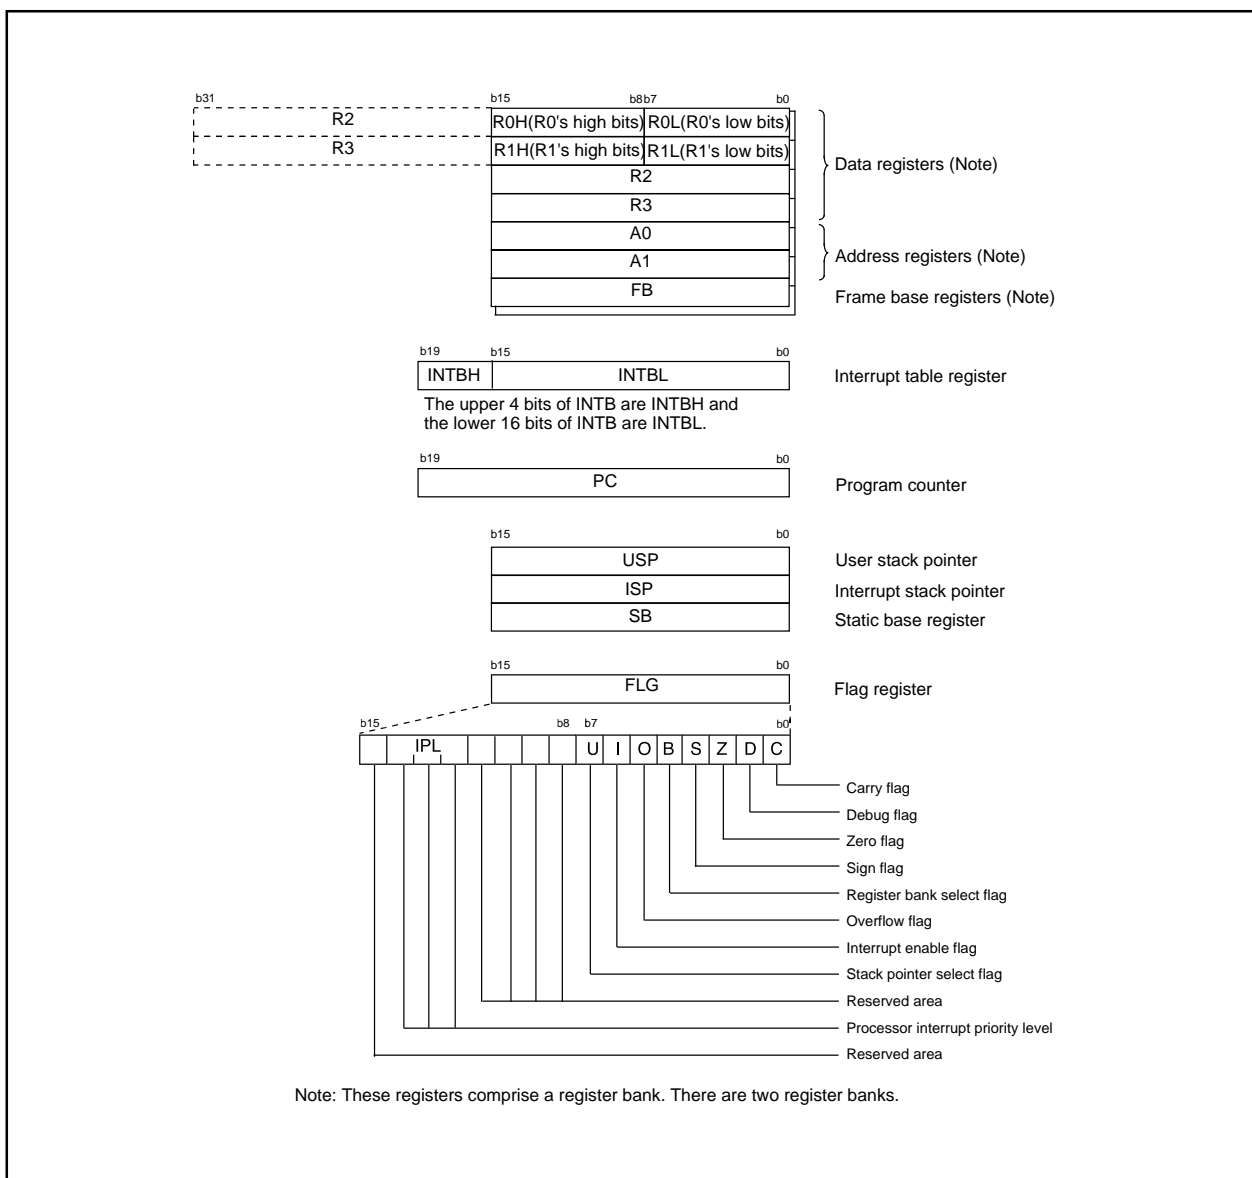 b31 b15 b8b7 b0
R2 R0H(R0's high bits) R0L(R0's low bits)
R3 R1H(R1's high bits) R1L(R1's low bits)
Data registers (Note)
R2
R3
A0
Address registers (Note)
A1
FB
Frame base registers (Note)
b19 b15 b0
INTBH INTBL Interrupt table register
The upper 4 bits of INTB are INTBH and
the lower 16 bits of INTB are INTBL.
b19 b0
PC Program counter
b15 b0
USP User stack pointer
ISP Interrupt stack pointer
SB Static base register
b15 b0
FLG Flag register
b15 b8 b7 b0
IPL U I O B S Z D C
Carry flag
Debug flag
Zero flag
Sign flag
Register bank select flag
Overflow flag
Interrupt enable flag
Stack pointer select flag
Reserved area
Processor interrupt priority level
Reserved area
Note: These registers comprise a register bank. There are two register banks.